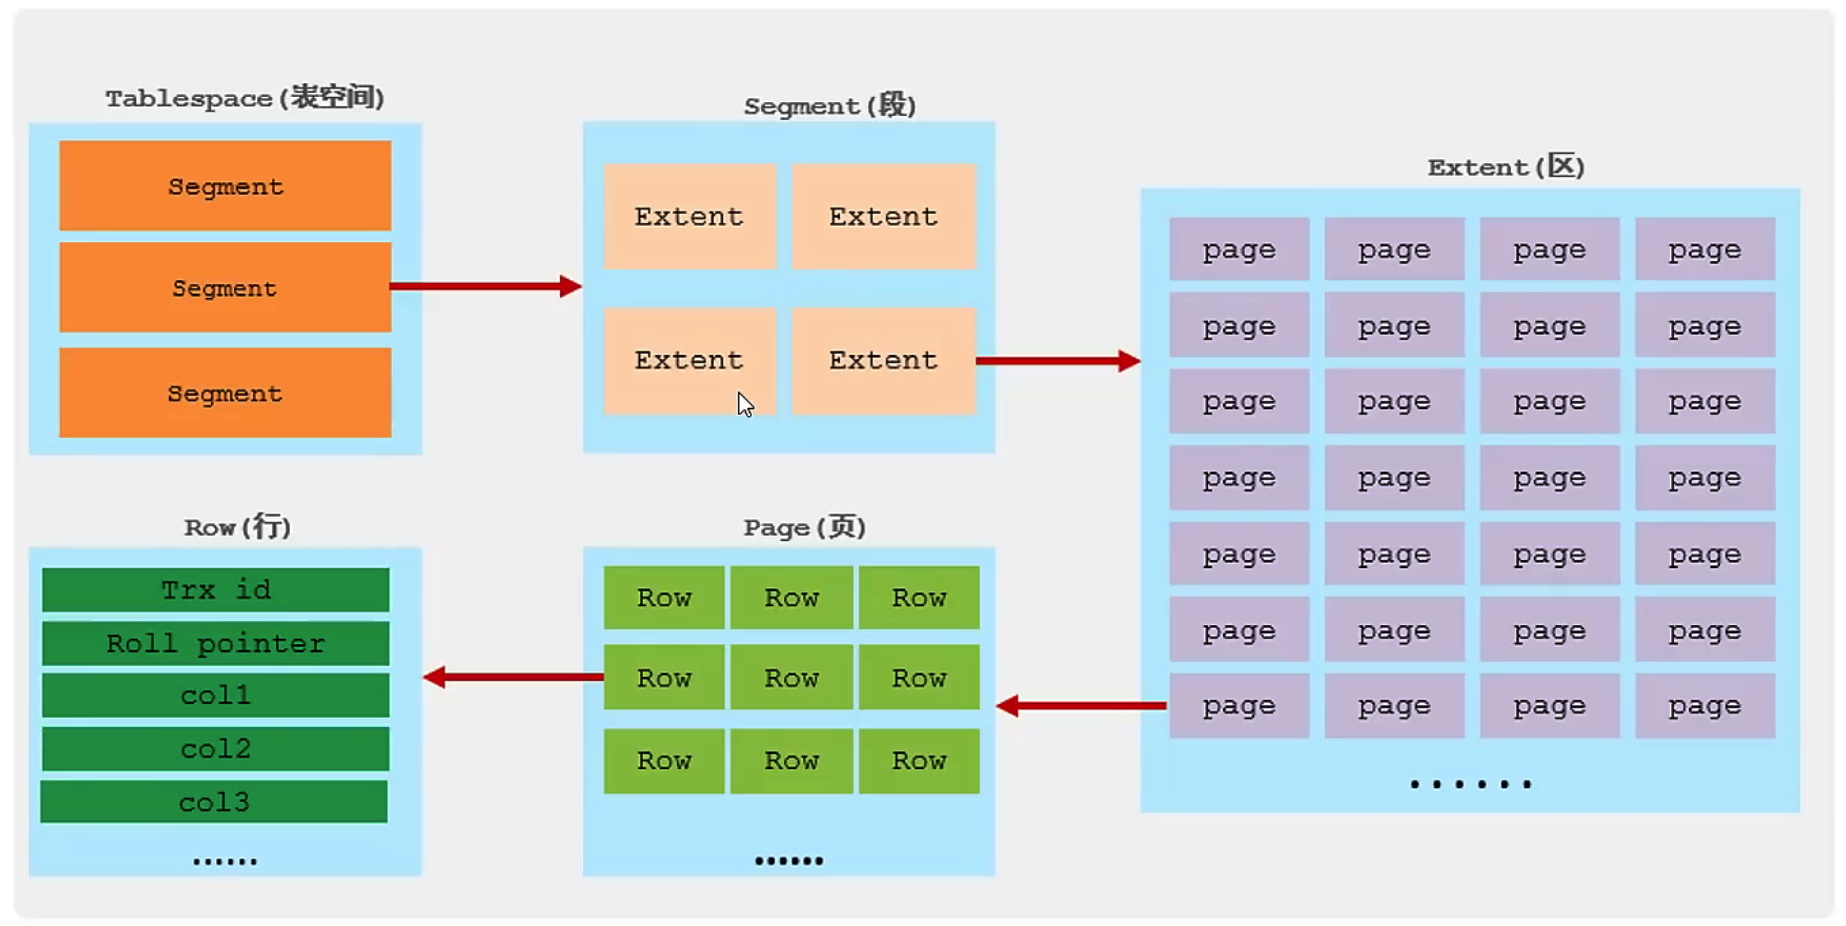 Tablespace(表空间)
Segment
Segment
Segment
Segment(段)
Extent Extent
Extent Extent
Extent(区)
page page page page
page page page page
page page page page
page page page page
page page page page
page page page page
page page page page
......
Page(页)
Row Row Row
Row Row Row
Row Row Row
......
Row(行)
Trx id
Roll pointer
col1
col2
col3
......